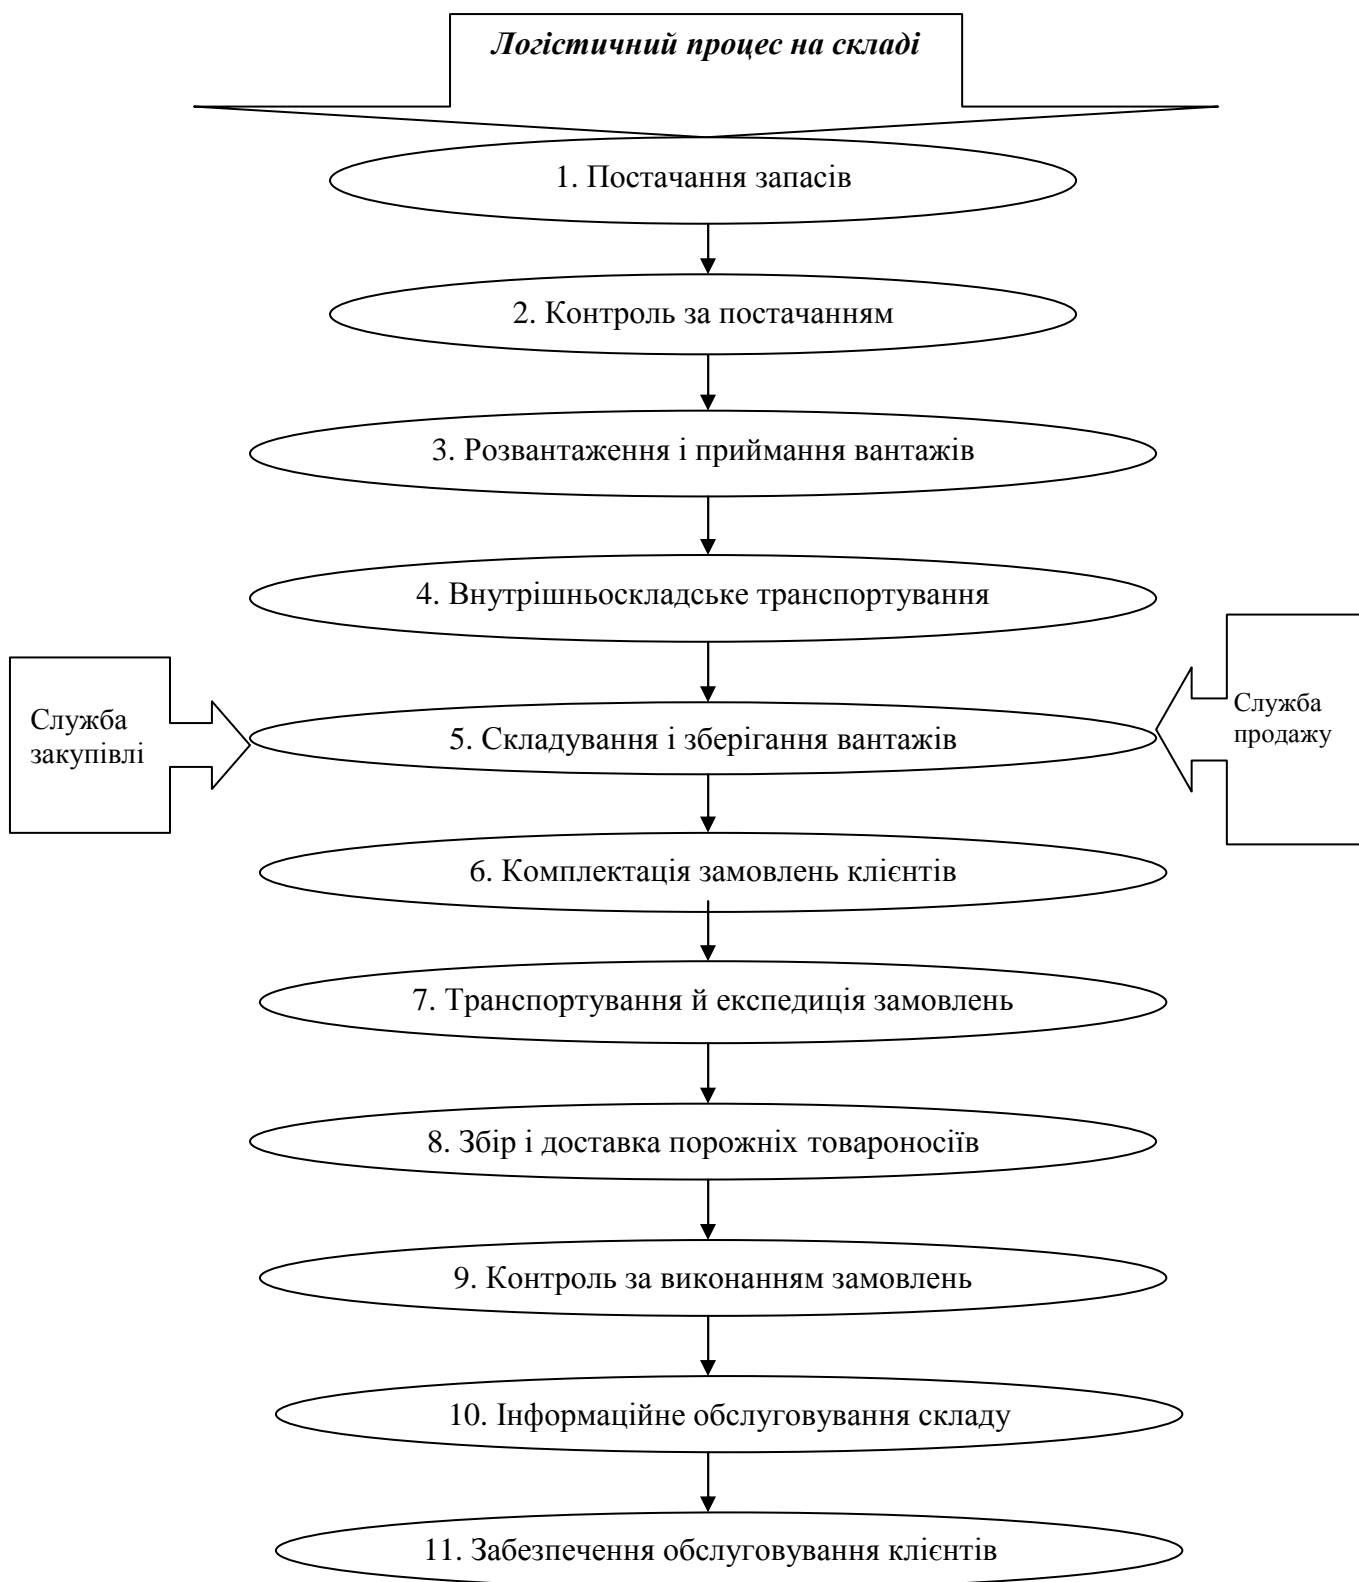 Логістичний процес на складі
1. Постачання запасів
2. Контроль за постачанням
3. Розвантаження і приймання вантажів
4. Внутрішньоскладське транспортування
Служба
закупівлі
5. Складування і зберігання вантажів
Служба
продажу
6. Комплектація замовлень клієнтів
7. Транспортування й експедиція замовлень
8. Збір і доставка порожніх товароносіїв
9. Контроль за виконанням замовлень
10. Інформаційне обслуговування складу
11. Забезпечення обслуговування клієнтів